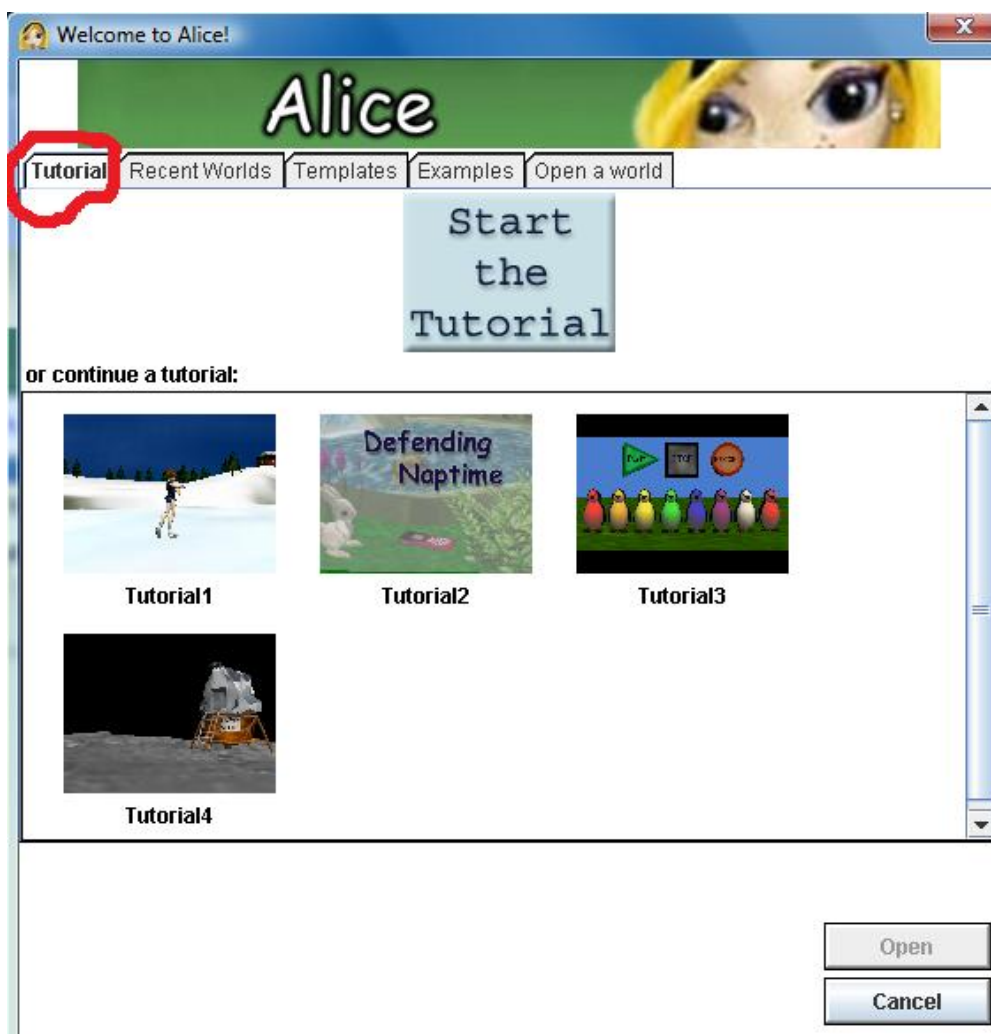 Welcome to Alice!
Alice
Tutorial Recent Worlds Templates Examples Open a world
Start
the
Tutorial
or continue a tutorial:
Defending
Naptime
Tutorial1 Tutorial2 Tutorial3
Tutorial4
Open
Cancel